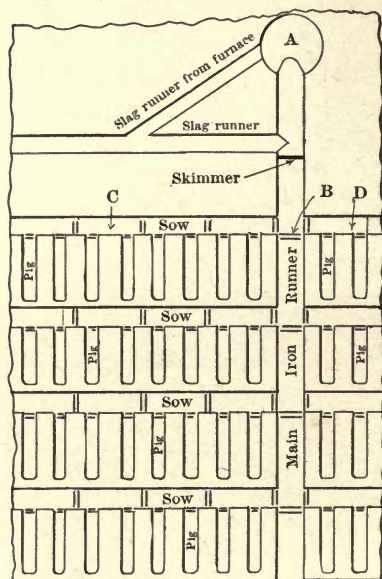 A
Slag runner from furnace
Slag runner
Skimmer
C
B
D
Sow
Pig
Runner
Pig
Sow
Pig
Iron
Pig
Sow
Pig
Main
Sow
Pig